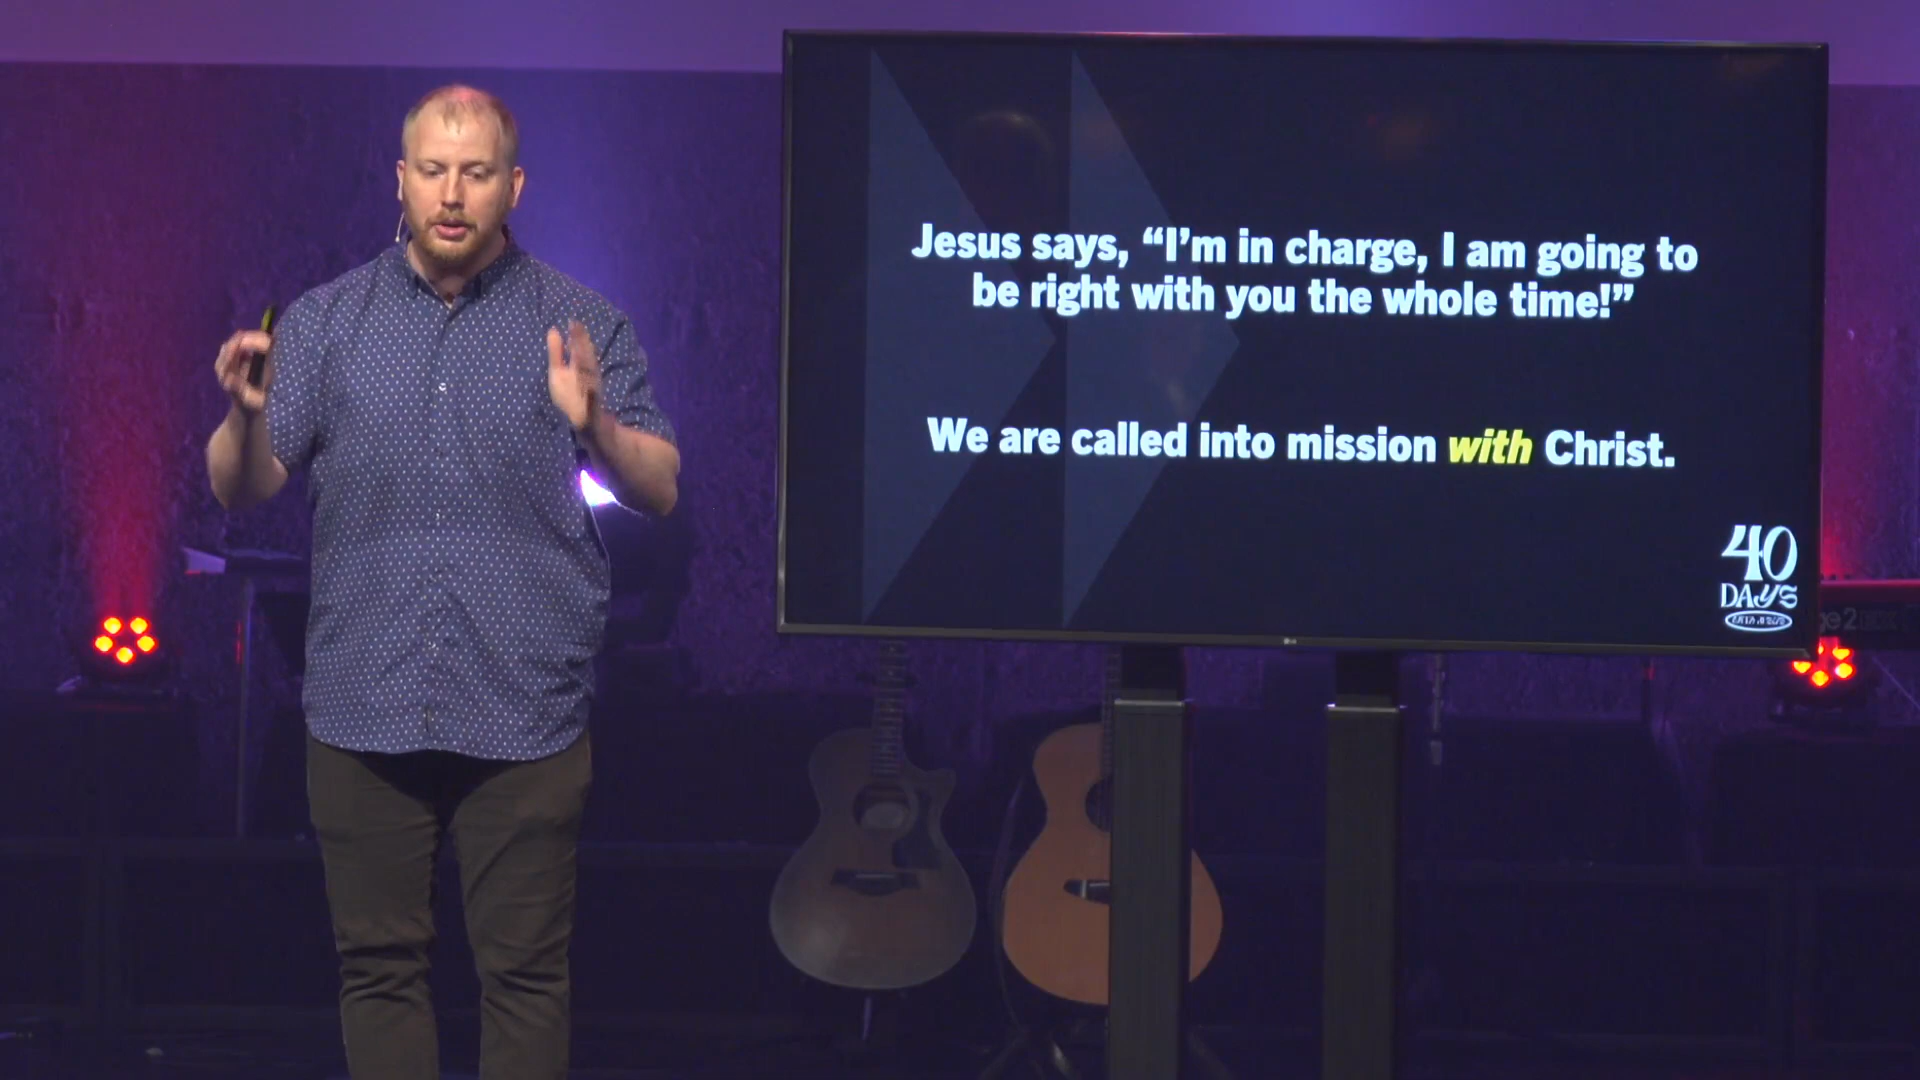 Jesus says, “I’m in charge, I am going to
be right with you the whole time!”
We are called into mission with Christ.
40
DAYS